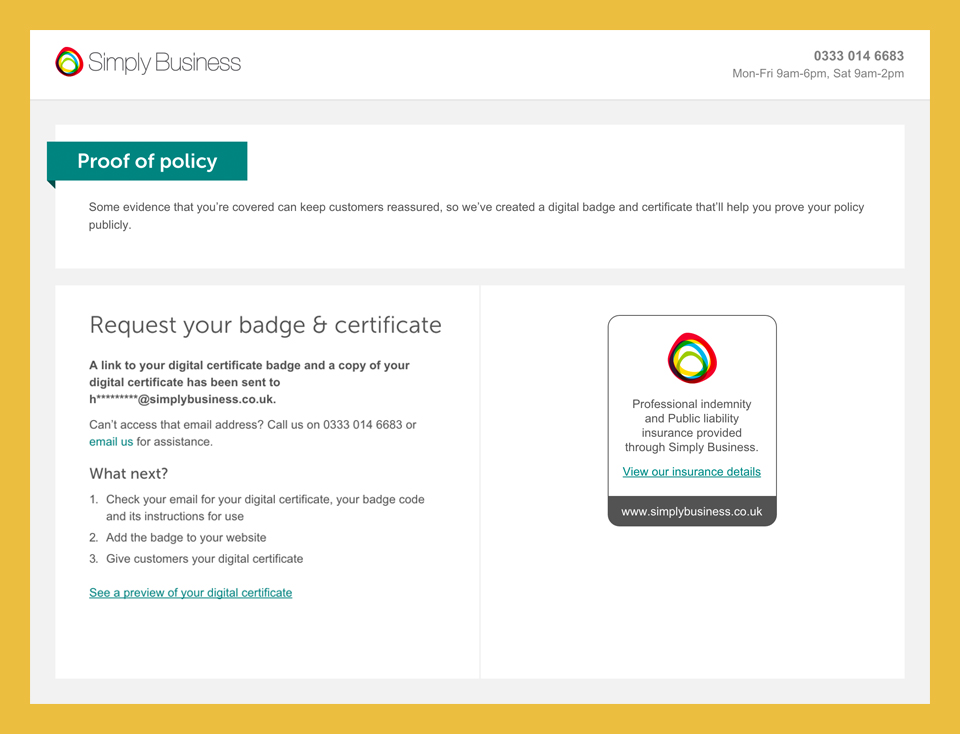 Simply Business
0333 014 6683
Mon-Fri 9am-6pm, Sat 9am-2pm
Proof of policy
Some evidence that you’re covered can keep customers reassured, so we’ve created a digital badge and certificate that’ll help you prove your policy
publicly.
Request your badge & certificate
A link to your digital certificate badge and a copy of your
digital certificate has been sent to
h*********@simplybusiness.co.uk.
Can’t access that email address? Call us on 0333 014 6683 or
email us for assistance.
What next?
1. Check your email for your digital certificate, your badge code
and its instructions for use
2. Add the badge to your website
3. Give customers your digital certificate
See a preview of your digital certificate
Professional indemnity
and Public liability
insurance provided
through Simply Business.
View our insurance details
www.simplybusiness.co.uk